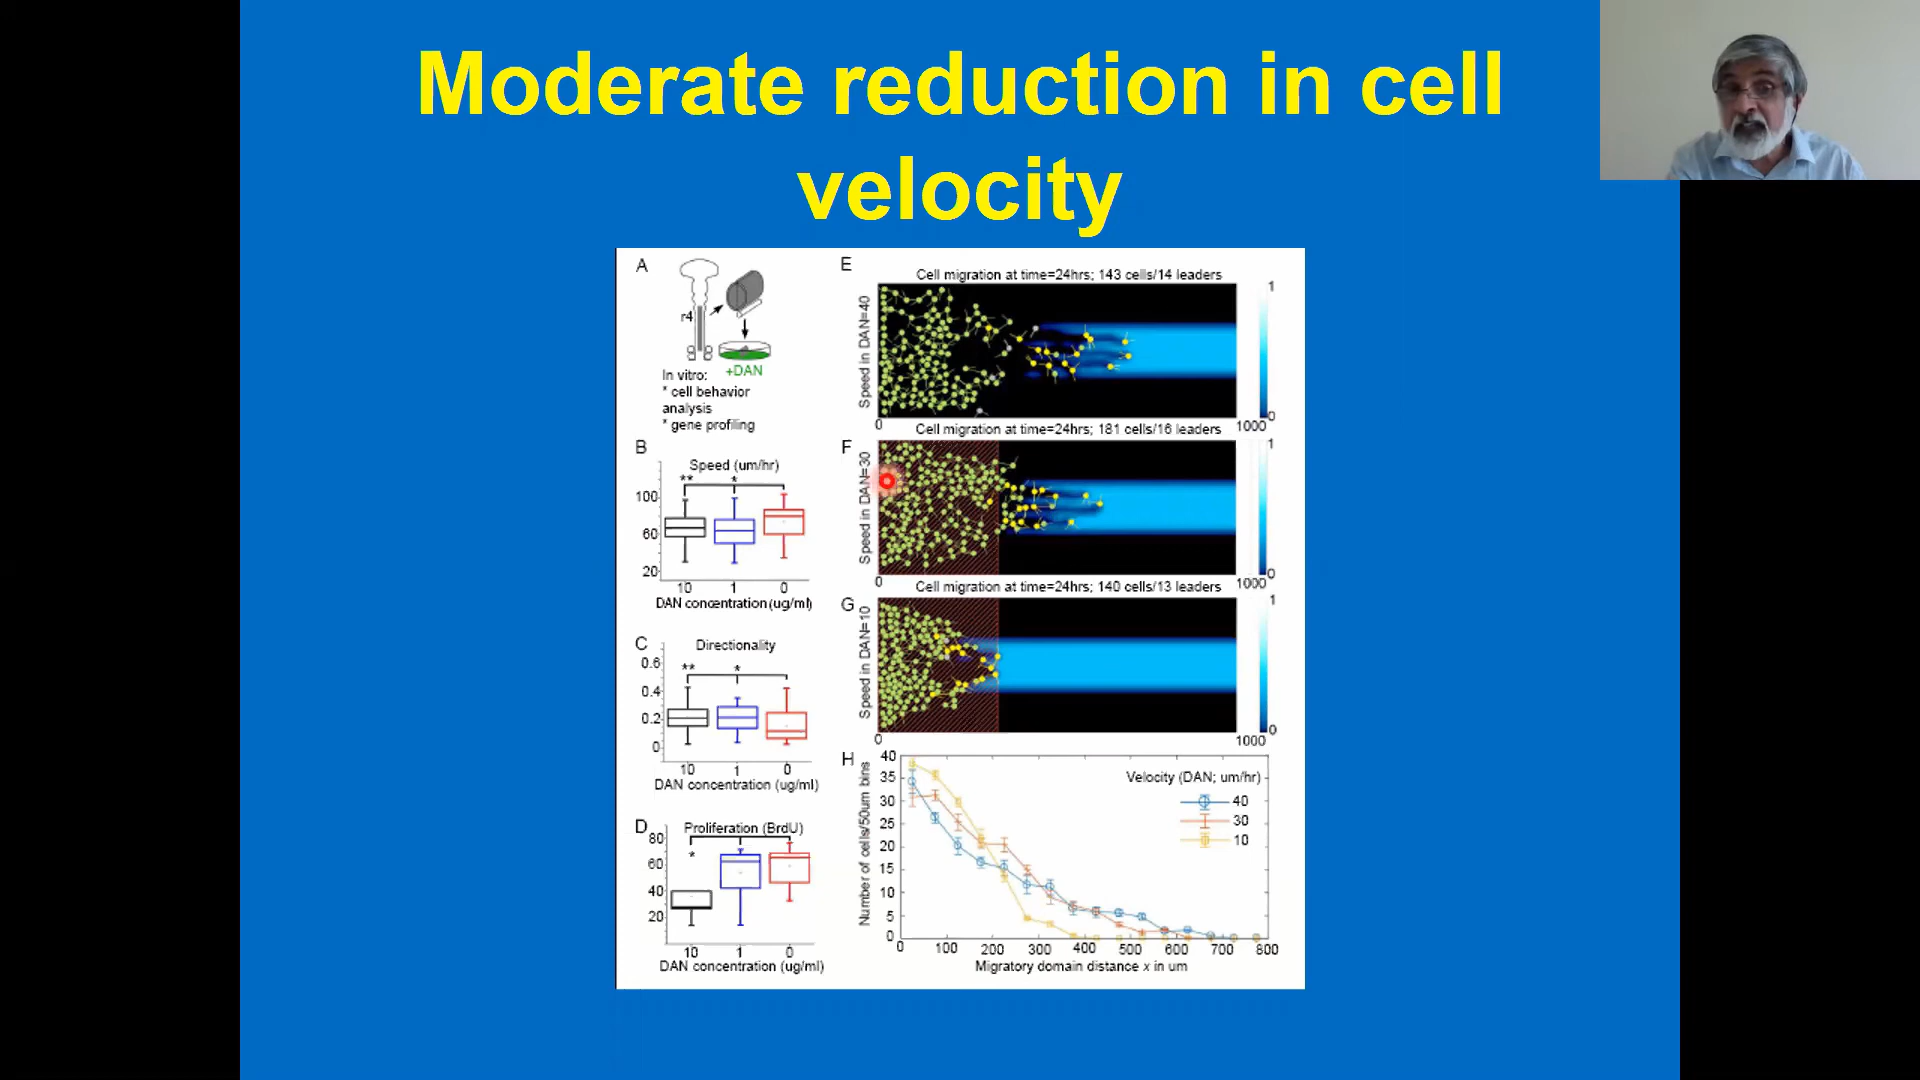 Moderate reduction in cell
velocity
A
r4
+DAN
In vitro:
* cell behavior
analysis
* gene profiling
B
Speed (um/hr)
** *
100
60
20
10 1 0
DAN concentration (ug/ml)
C
Directionality
0.6
** *
0.4
0.2
0
10 1 0
DAN concentration (ug/ml)
D
Proliferation (BrdU)
80
*
60
40
20
10 1 0
DAN concentration (ug/ml)
E
Cell migration at time=24hrs; 143 cells/14 leaders
Speed in DAN=40
1
0
0 1000
F
Cell migration at time=24hrs; 181 cells/16 leaders
Speed in DAN=30
1
0
0 1000
G
Cell migration at time=24hrs; 140 cells/13 leaders
Speed in DAN=10
1
0
0 1000
H
Number of cells/50um bins
40
35
30
25
20
15
10
5
0
Velocity (DAN; um/hr)
40
30
10
0 100 200 300 400 500 600 700 800
Migratory domain distance x in um